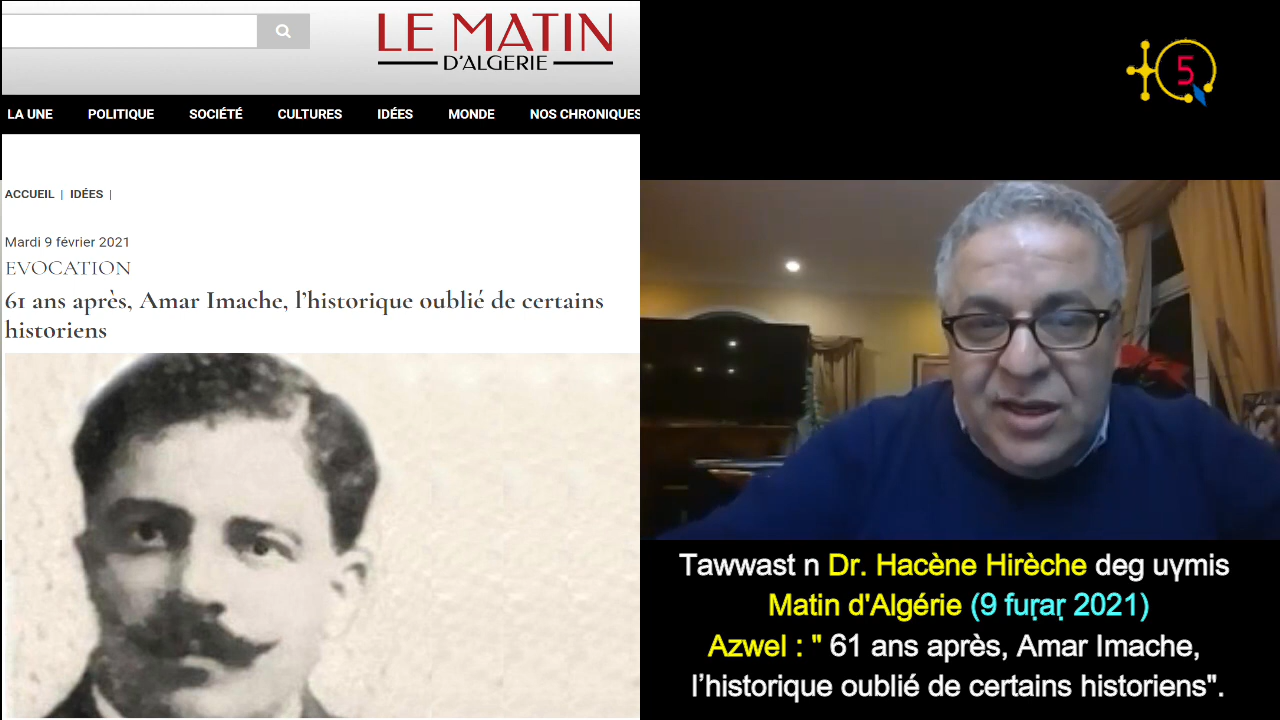 LE MATIN
D'ALGERIE
LA UNE POLITIQUE SOCIÉTÉ CULTURES IDÉES MONDE NOS CHRONIQUES
ACCUEIL | IDÉES |
Mardi 9 février 2021
EVOCATION
61 ans après, Amar Imache, l’historique oublié de certains
historiens
5
Tawwast n Dr. Hacène Hirèche deg uɣmis
Matin d'Algérie (9 fuṛaṛ 2021)
Azwel : " 61 ans après, Amar Imache,
l’historique oublié de certains historiens".